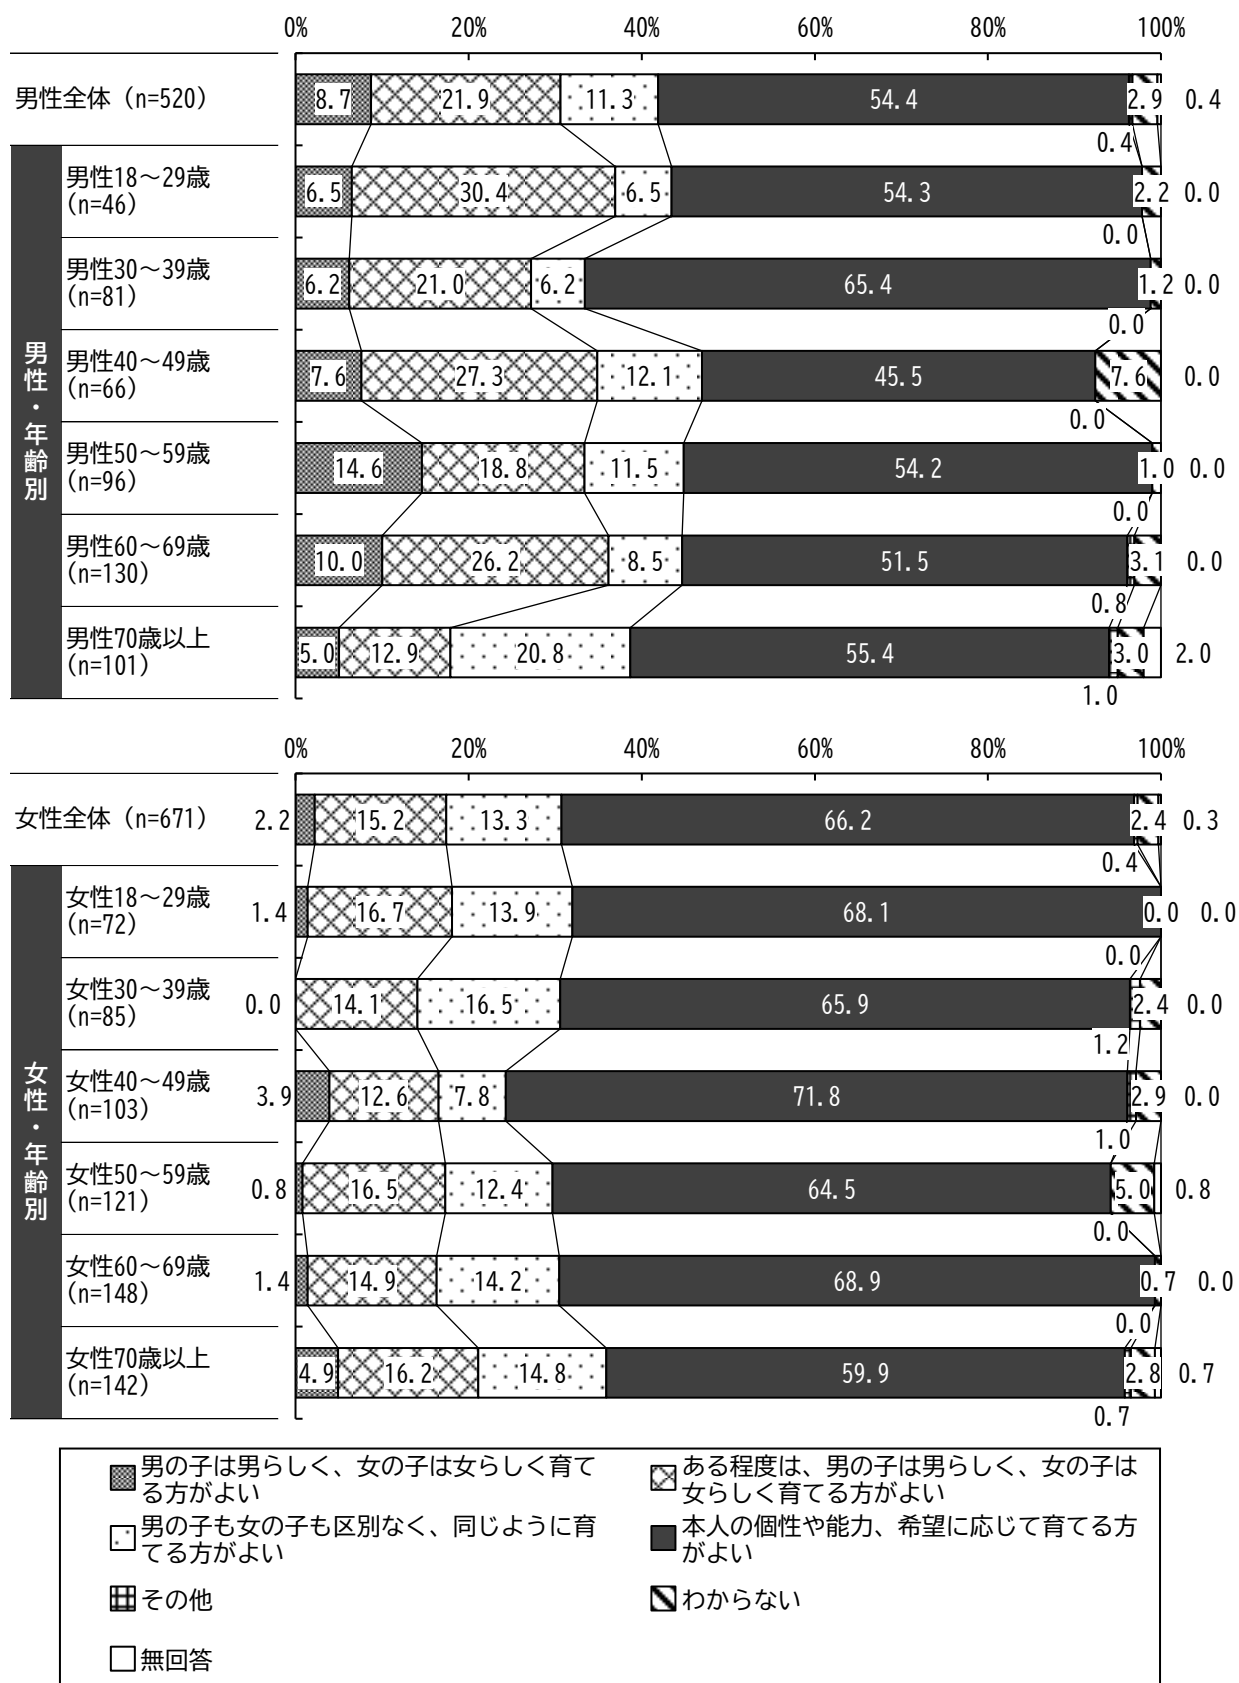 0% 20% 40% 60% 80% 100%
男性全体（n=520） 8.7 21.9 11.3 54.4 2.9 0.4
0.4
男性・年齢別
男性18～29歳 6.5 30.4 6.5 54.3 2.2 0.0
(n=46)
0.0
男性30～39歳 6.2 21.0 6.2 65.4 1.2 0.0
(n=81)
0.0
男性40～49歳 7.6 27.3 12.1 45.5 7.6 0.0
(n=66)
0.0
男性50～59歳 14.6 18.8 11.5 54.2 1.0 0.0
(n=96)
0.0
男性60～69歳 10.0 26.2 8.5 51.5 3.1 0.0
(n=130)
0.8
男性70歳以上 5.0 12.9 20.8 55.4 3.0 2.0
(n=101)
1.0
0% 20% 40% 60% 80% 100%
女性全体（n=671） 2.2 15.2 13.3 66.2 2.4 0.3
0.4
女性・年齢別
女性18～29歳 1.4 16.7 13.9 68.1 0.0 0.0
(n=72)
0.0
女性30～39歳 0.0 14.1 16.5 65.9 2.4 0.0
(n=85)
1.2
女性40～49歳 3.9 12.6 7.8 71.8 2.9 0.0
(n=103)
1.0
女性50～59歳 0.8 16.5 12.4 64.5 5.0 0.8
(n=121)
0.0
女性60～69歳 1.4 14.9 14.2 68.9 0.7 0.0
(n=148)
0.0
女性70歳以上 4.9 16.2 14.8 59.9 2.8 0.7
(n=142)
0.7
男の子は男らしく、女の子は女らしく育て
る方がよい
ある程度は、男の子は男らしく、女の子は
女らしく育てる方がよい
男の子も女の子も区別なく、同じように育
てる方がよい
本人の個性や能力、希望に応じて育てる方
がよい
その他
わからない
無回答